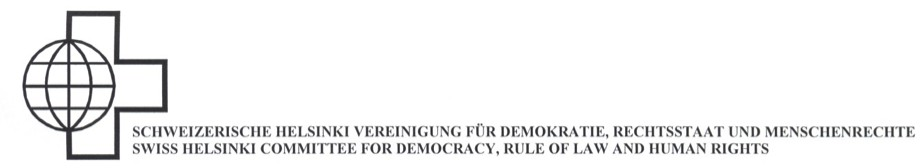 SCHWEIZERISCHE HELSINKI VEREINIGUNG FÜR DEMOKRATIE, RECHTSSTAAT UND MENSCHENRECHTE
SWISS HELSINKI COMMITTEE FOR DEMOCRACY, RULE OF LAW AND HUMAN RIGHTS